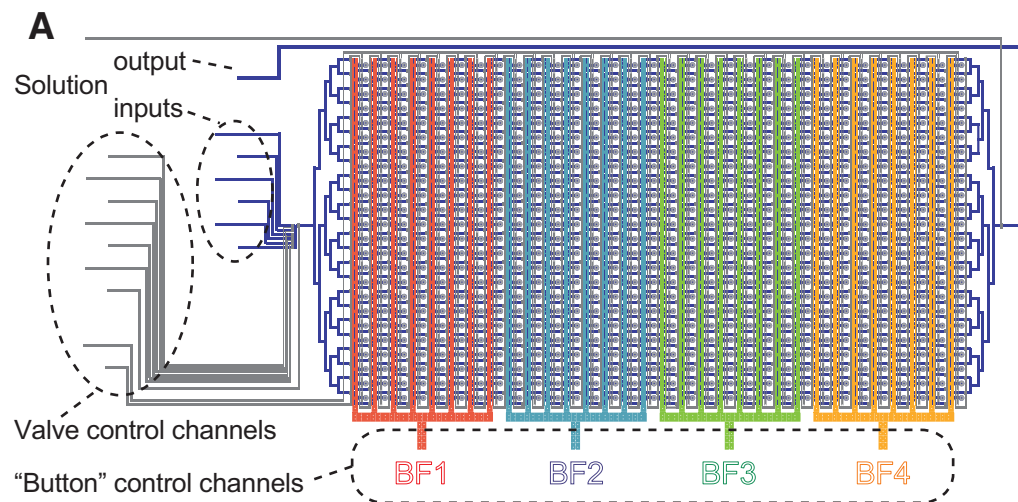 A
output
Solution
inputs
Valve control channels
“Button” control channels
BF1 BF2 BF3 BF4